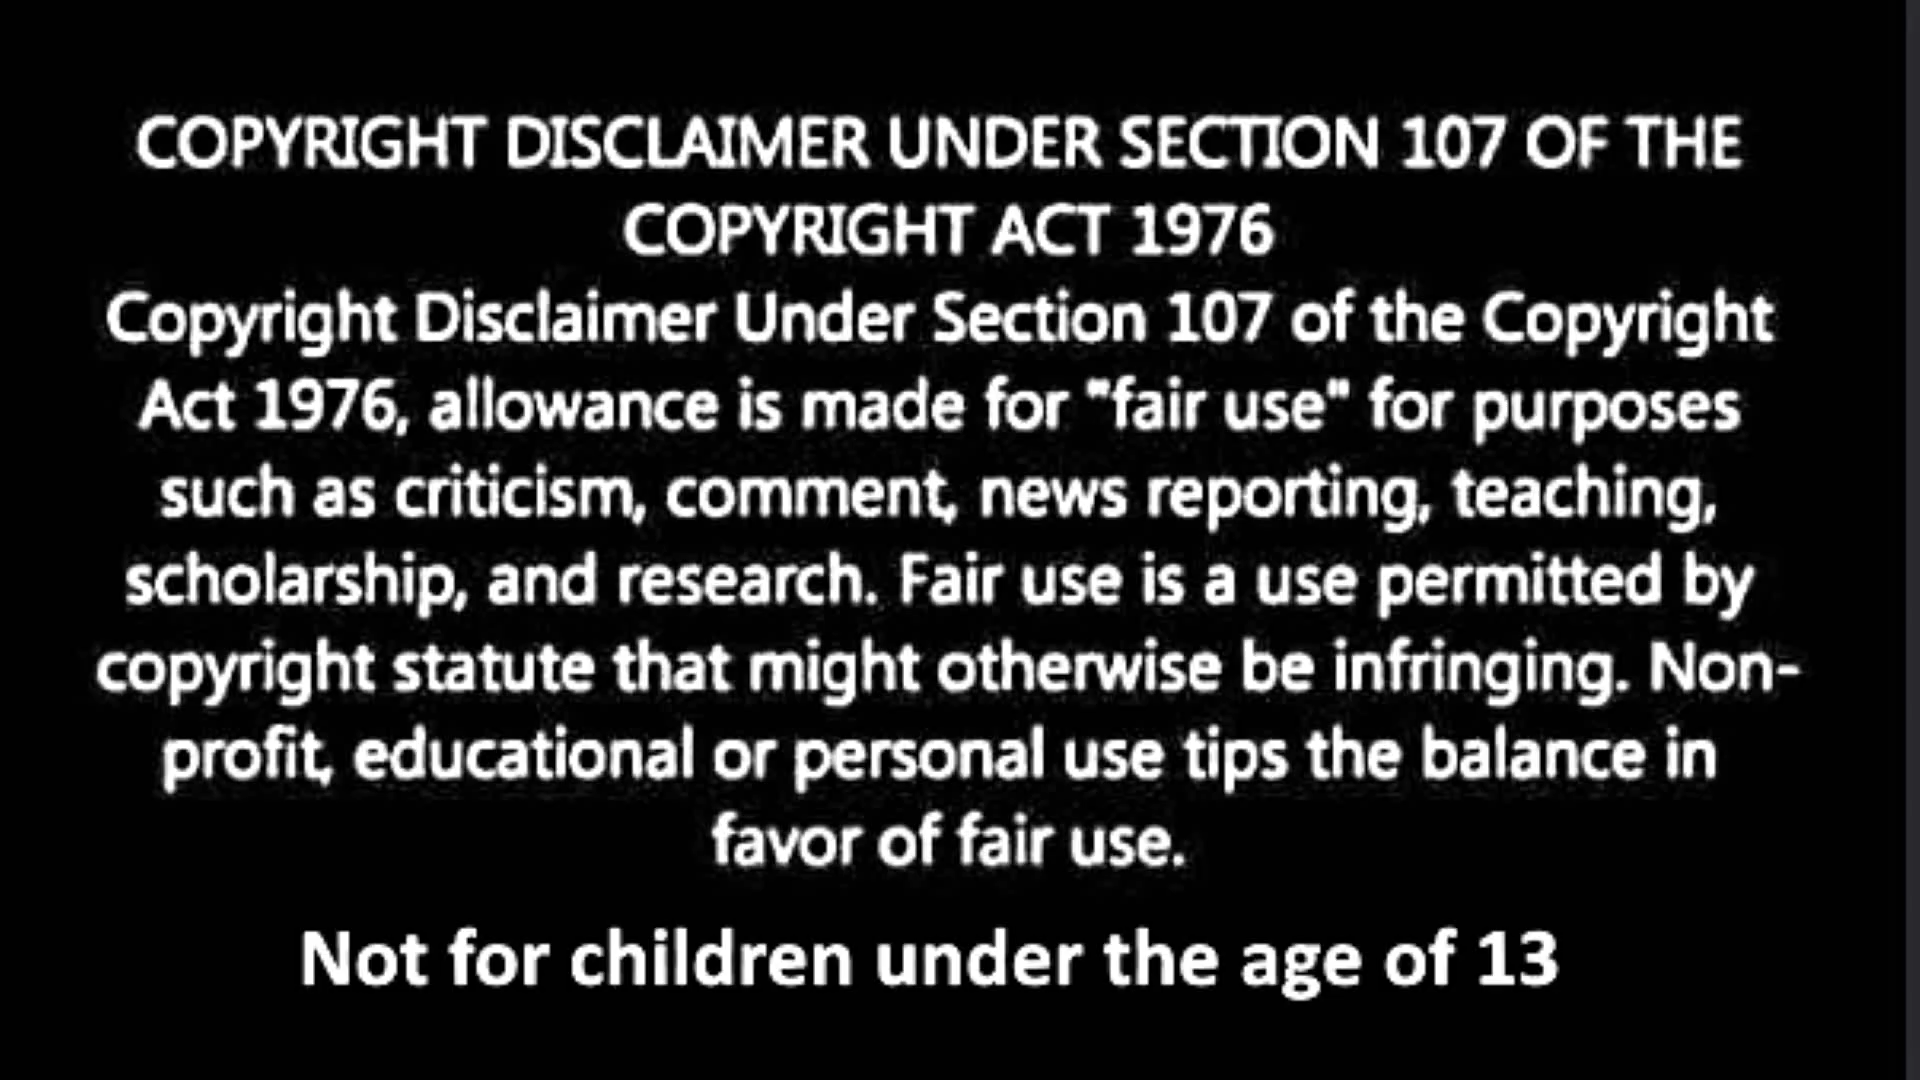 COPYRIGHT DISCLAIMER UNDER SECTION 107 OF THE
COPYRIGHT ACT 1976
Copyright Disclaimer Under Section 107 of the Copyright
Act 1976, allowance is made for "fair use" for purposes
such as criticism, comment, news reporting, teaching,
scholarship, and research. Fair use is a use permitted by
copyright statute that might otherwise be infringing. Non-
profit, educational or personal use tips the balance in
favor of fair use.
Not for children under the age of 13